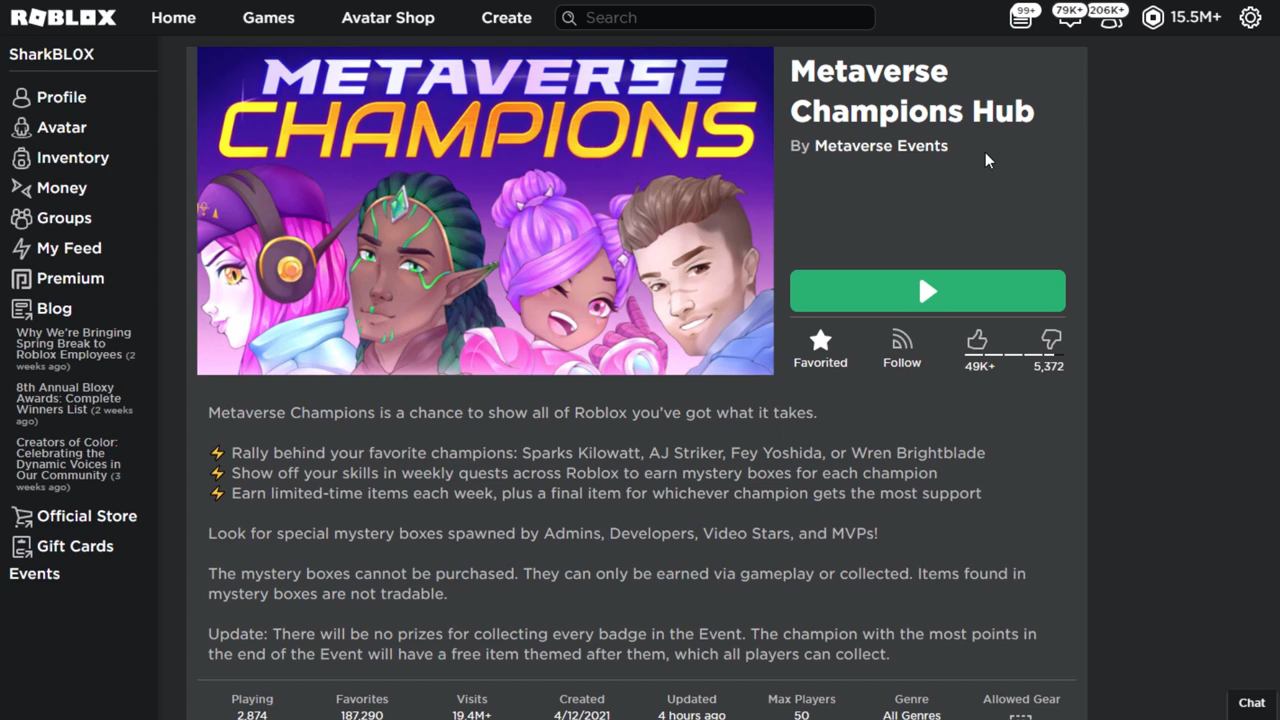 ROBLOX
Home
Games
Avatar Shop
Create
Search
99+
79K+
206K+
15.5M+
SharkBLOX
Profile
Avatar
Inventory
Money
Groups
My Feed
Premium
Blog
Why We're Bringing
Spring Break to
Roblox Employees (2
weeks ago)
8th Annual Bloxy
Awards: Complete
Winners List (2 weeks
ago)
Creators of Color:
Celebrating the
Dynamic Voices in
Our Community (3
weeks ago)
Official Store
Gift Cards
Events
METAVERSE
CHAMPIONS
Metaverse
Champions Hub
By Metaverse Events
Favorited
Follow
49K+
5,372
Metaverse Champions is a chance to show all of Roblox you've got what it takes.
⚡ Rally behind your favorite champions: Sparks Kilowatt, AJ Striker, Fey Yoshida, or Wren Brightblade
⚡ Show off your skills in weekly quests across Roblox to earn mystery boxes for each champion
⚡ Earn limited-time items each week, plus a final item for whichever champion gets the most support
Look for special mystery boxes spawned by Admins, Developers, Video Stars, and MVPs!
The mystery boxes cannot be purchased. They can only be earned via gameplay or collected. Items found in
mystery boxes are not tradable.
Update: There will be no prizes for collecting every badge in the Event. The champion with the most points in
the end of the Event will have a free item themed after them, which all players can collect.
Playing Favorites Visits Created Updated Max Players Genre Allowed Gear
2,874 187,290 19.4M+ 4/12/2021 4 hours ago 50 All Genres
Chat